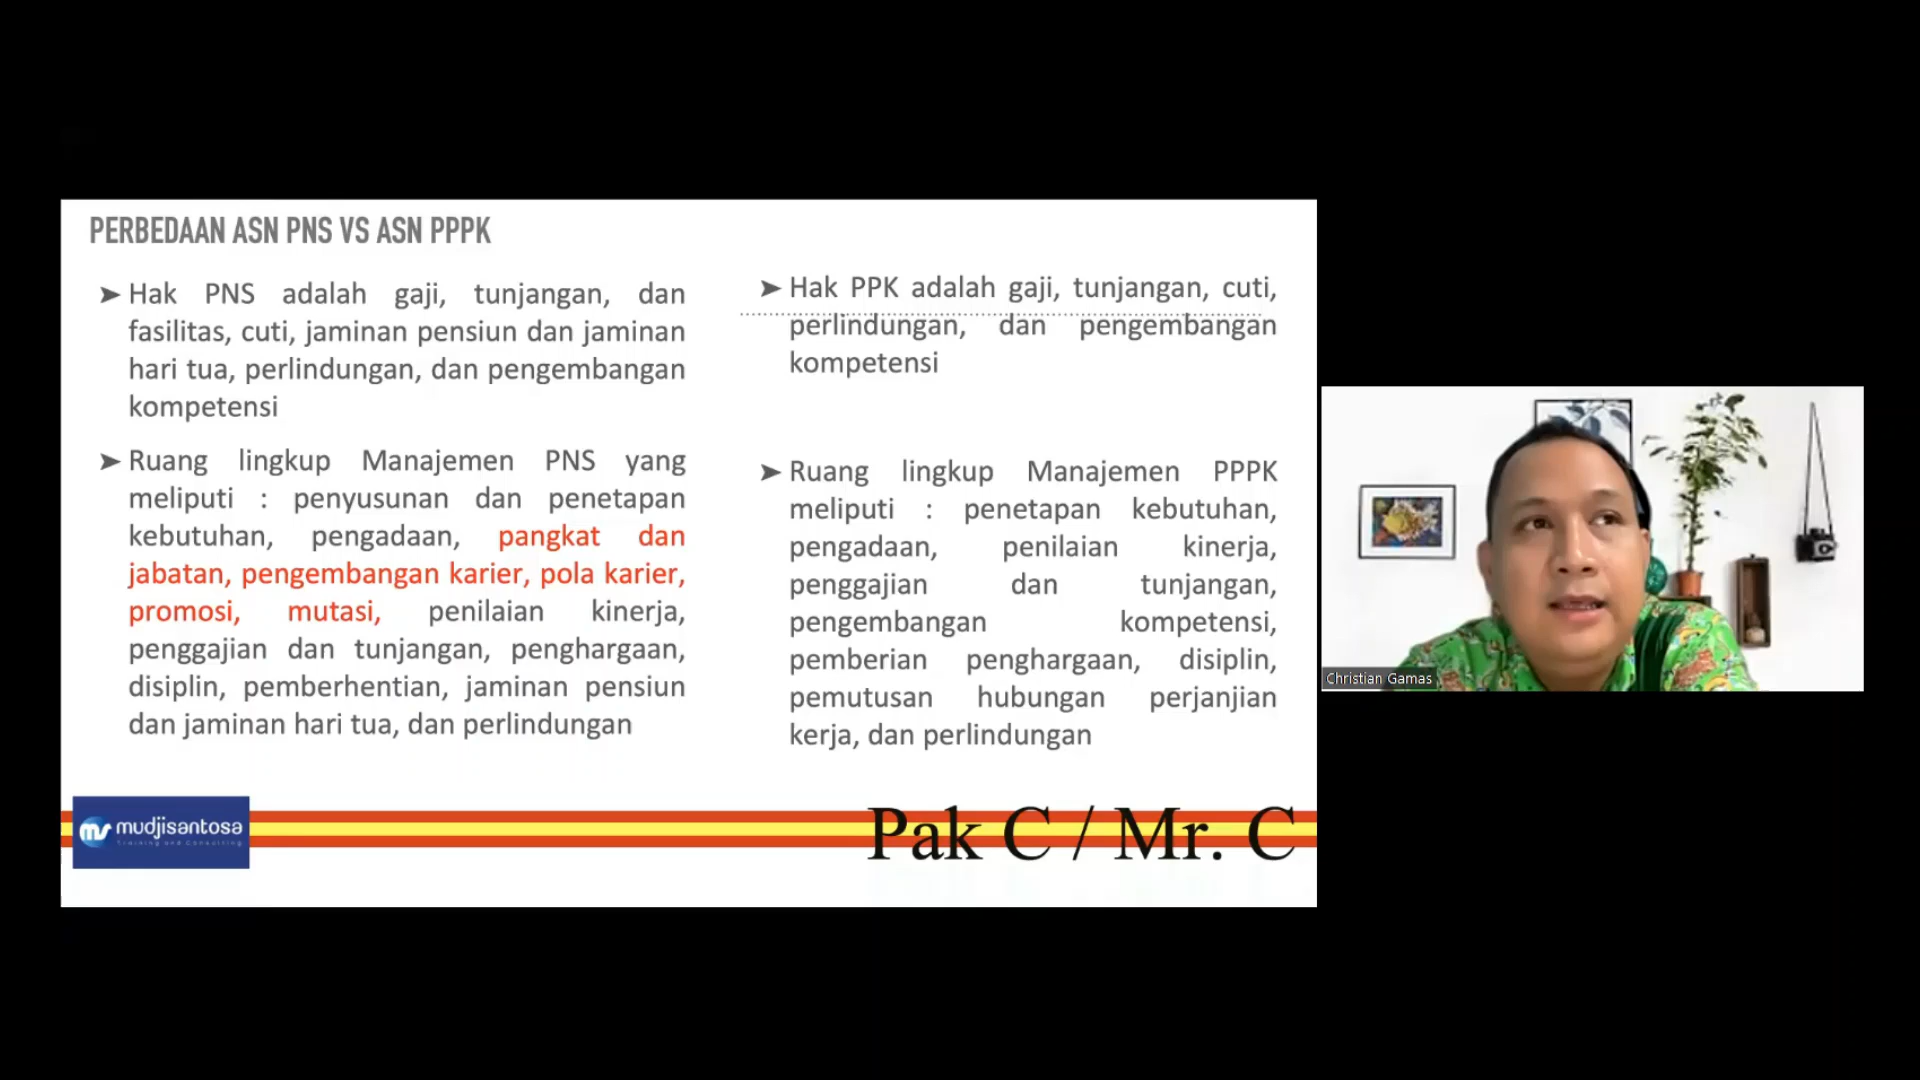 PERBEDAAN ASN PNS VS ASN PPPK
➤ Hak PNS adalah gaji, tunjangan, dan
fasilitas, cuti, jaminan pensiun dan jaminan
hari tua, perlindungan, dan pengembangan
kompetensi
➤ Ruang lingkup Manajemen PNS yang
meliputi : penyusunan dan penetapan
kebutuhan, pengadaan, pangkat dan
jabatan, pengembangan karier, pola karier,
promosi, mutasi, penilaian kinerja,
penggajian dan tunjangan, penghargaan,
disiplin, pemberhentian, jaminan pensiun
dan jaminan hari tua, dan perlindungan
➤ Hak PPK adalah gaji, tunjangan, cuti,
perlindungan, dan pengembangan
kompetensi
➤ Ruang lingkup Manajemen PPPK
meliputi : penetapan kebutuhan,
pengadaan, penilaian kinerja,
penggajian dan tunjangan,
pengembangan kompetensi,
pemberian penghargaan, disiplin,
pemutusan hubungan perjanjian
kerja, dan perlindungan
ms mudjisantosa
Training and Consulting
Pak C / Mr. C
Christian Gamas